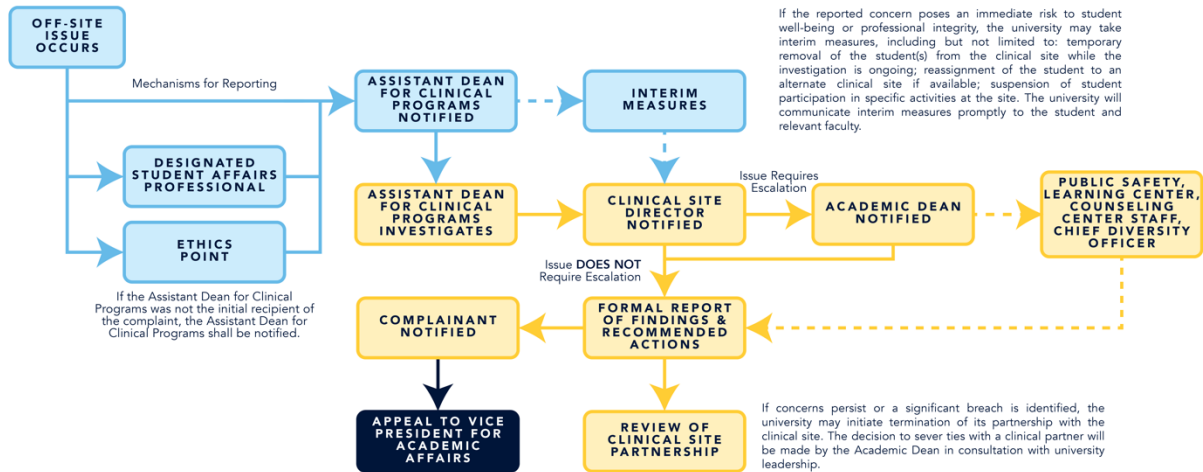 OFF-SITE
ISSUE
OCCURS
Mechanisms for Reporting
ASSISTANT DEAN
FOR CLINICAL
PROGRAMS
NOTIFIED
INTERIM
MEASURES
If the reported concern poses an immediate risk to student
well-being or professional integrity, the university may take
interim measures, including but not limited to: temporary
removal of the student(s) from the clinical site while the
investigation is ongoing; reassignment of the student to an
alternate clinical site if available; suspension of student
participation in specific activities at the site. The university will
communicate interim measures promptly to the student and
relevant faculty.
DESIGNATED
STUDENT AFFAIRS
PROFESSIONAL
ETHICS
POINT
If the Assistant Dean for Clinical
Programs was not the initial recipient of
the complaint, the Assistant Dean for
Clinical Programs shall be notified.
ASSISTANT DEAN
FOR CLINICAL
PROGRAMS
INVESTIGATES
CLINICAL SITE
DIRECTOR
NOTIFIED
Issue Requires
Escalation
ACADEMIC DEAN
NOTIFIED
PUBLIC SAFETY,
LEARNING CENTER,
COUNSELING
CENTER STAFF,
CHIEF DIVERSITY
OFFICER
Issue DOES NOT
Require Escalation
COMPLAINANT
NOTIFIED
FORMAL REPORT
OF FINDINGS &
RECOMMENDED
ACTIONS
APPEAL TO VICE
PRESIDENT FOR
ACADEMIC
AFFAIRS
REVIEW OF
CLINICAL SITE
PARTNERSHIP
If concerns persist or a significant breach is identified, the
university may initiate termination of its partnership with the
clinical site. The decision to sever ties with a clinical partner will
be made by the Academic Dean in consultation with university
leadership.